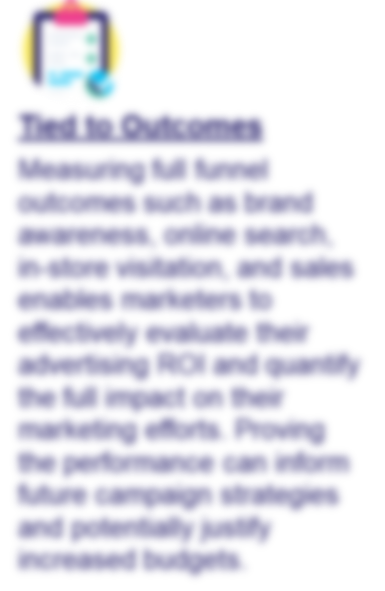 Tied to Outcomes
Measuring full funnel
outcomes such as brand
awareness, online search,
in-store visitation, and sales
enables marketers to
effectively evaluate their
advertising ROI and quantify
the full impact on their
marketing efforts. Proving
the performance can inform
future campaign strategies
and potentially justify
increased budgets.